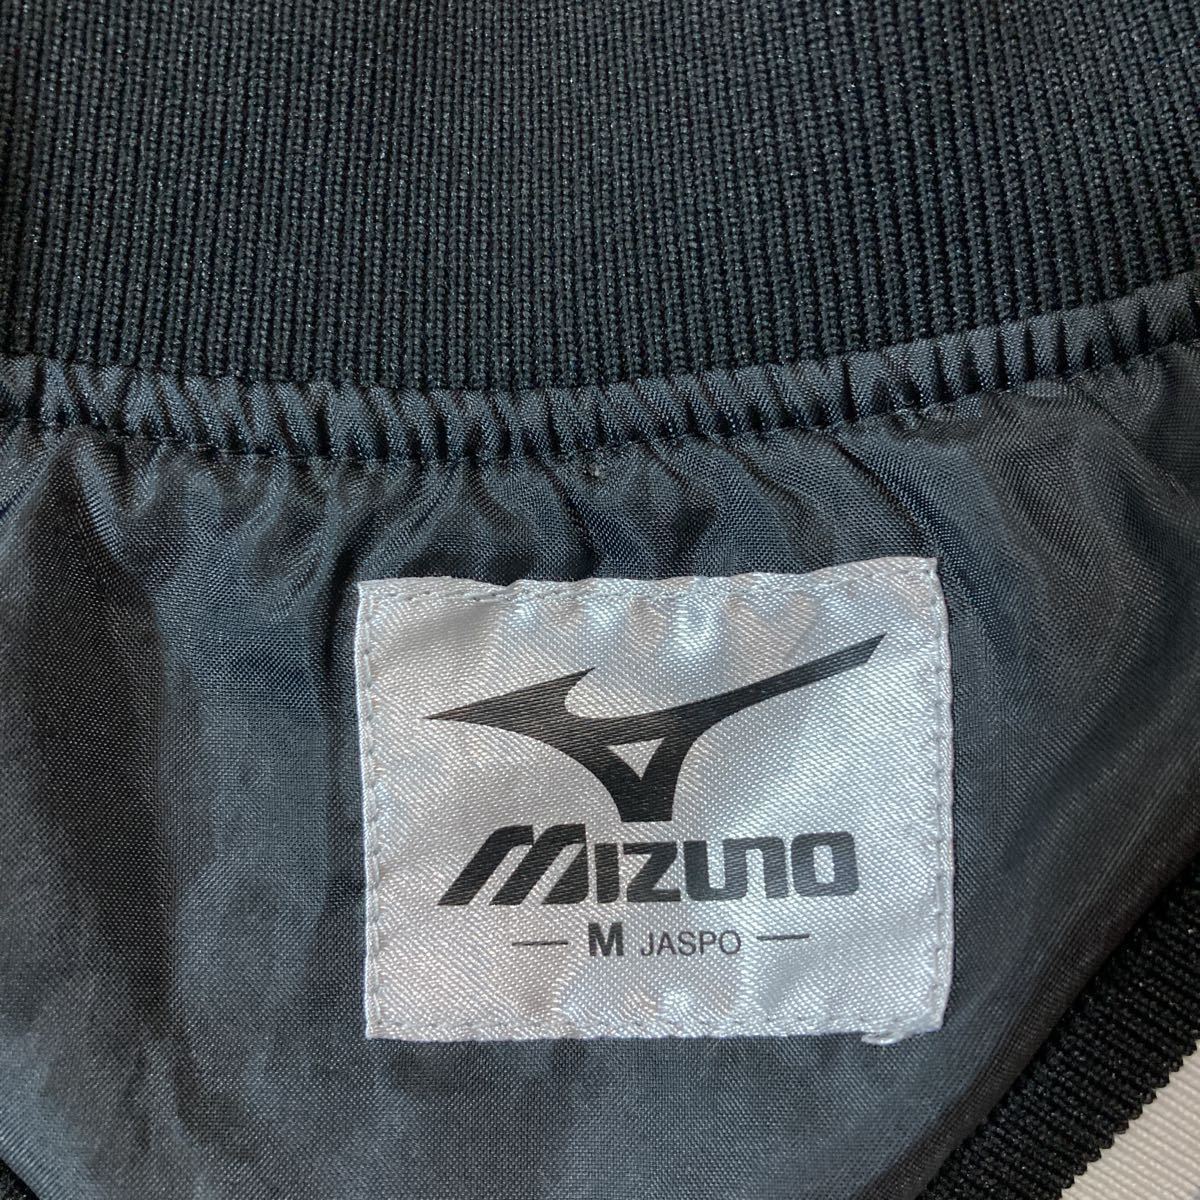 MIZUNO
— M JASPO —